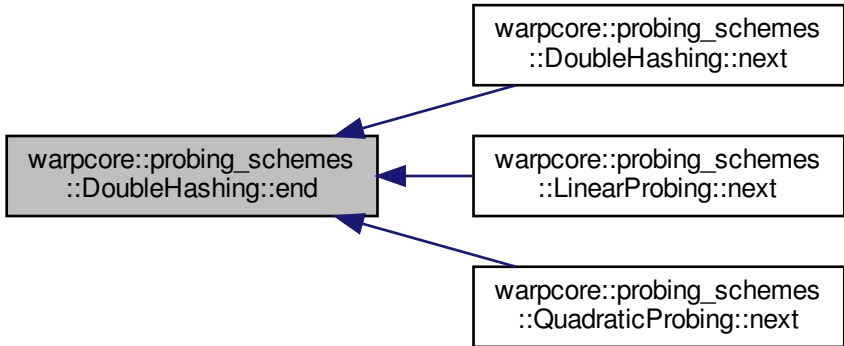 warpcore::probing_schemes
::DoubleHashing::next
warpcore::probing_schemes
::DoubleHashing::end
warpcore::probing_schemes
::LinearProbing::next
warpcore::probing_schemes
::QuadraticProbing::next